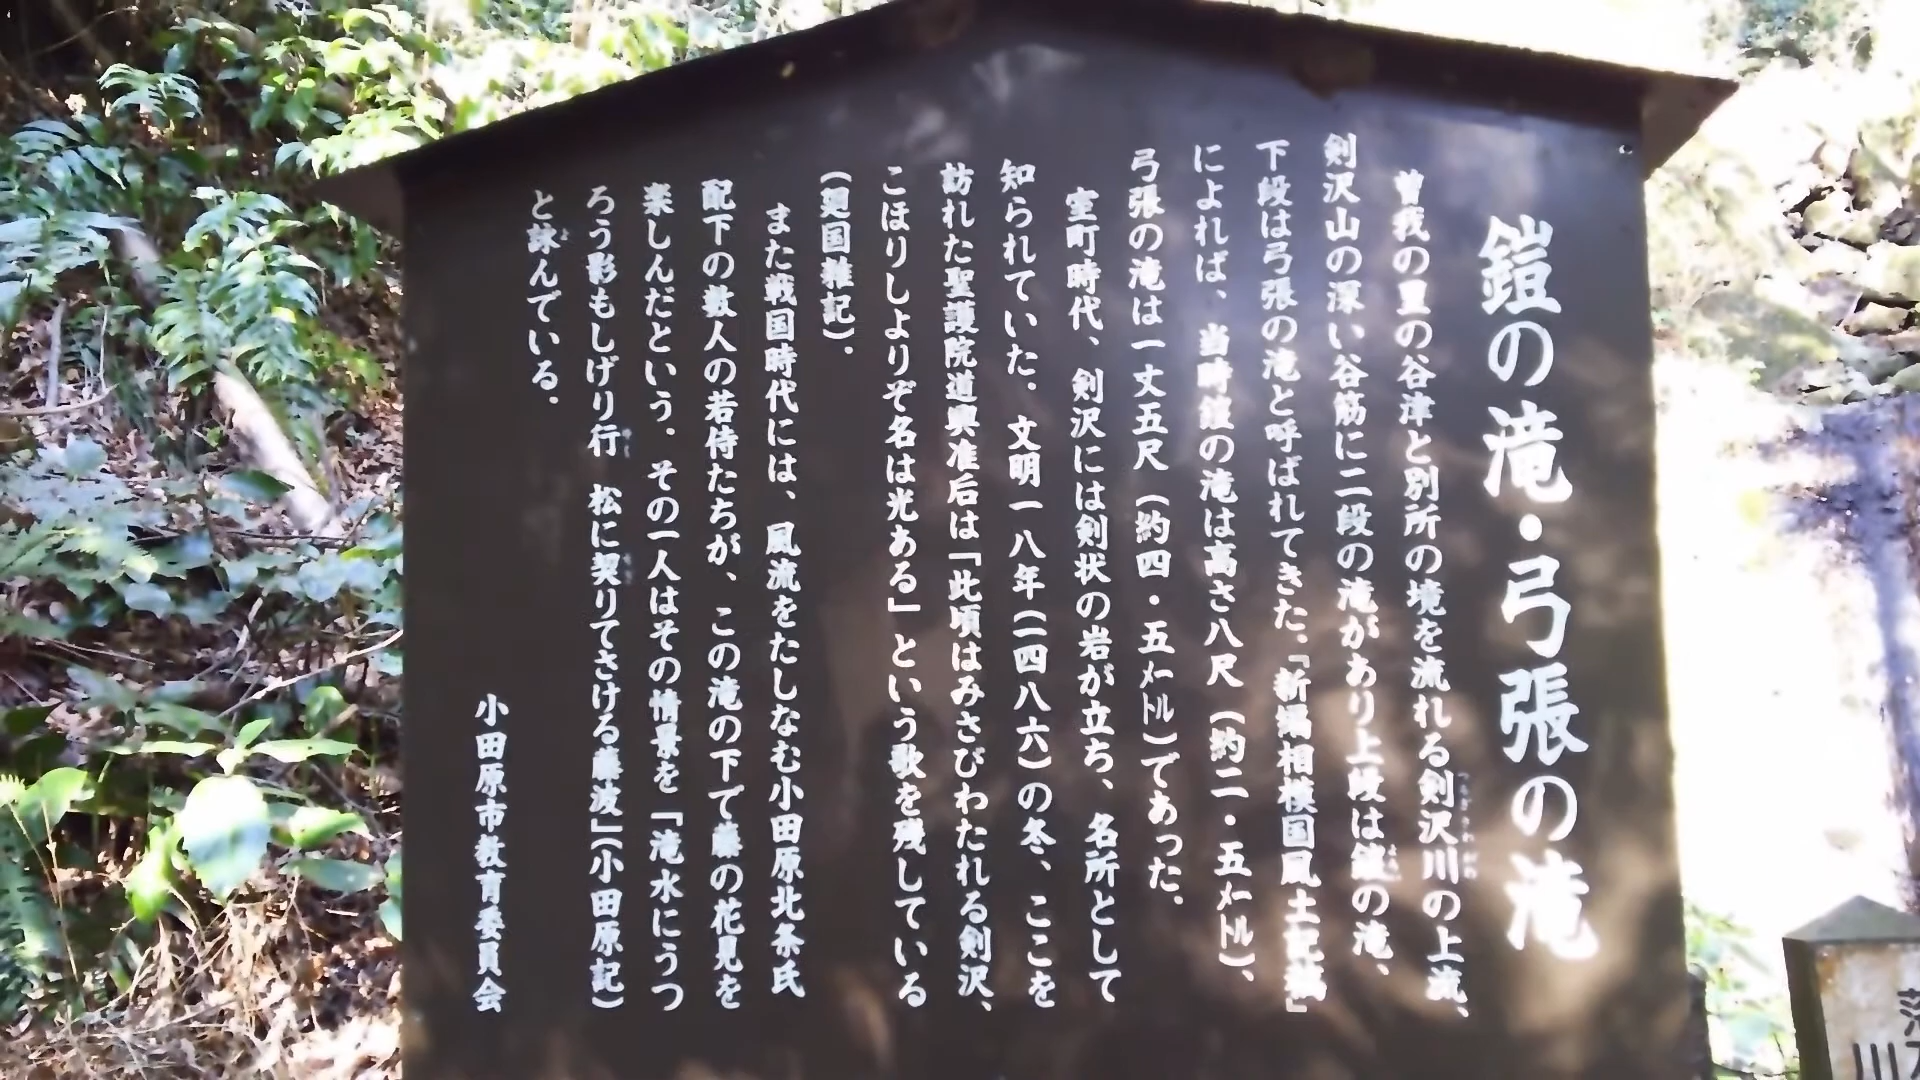 鎧の滝・弓張の滝
曽我の里の谷津と別所の境を流れる剣沢川の上流、
剣沢山の深い谷筋に二段の滝があり上段は鎧の滝、
下段は弓張の滝と呼ばれてきた。『新編相模国風土記稿』
によれば、当時鎧の滝は高さ八尺(約二・五メートル)、
弓張の滝は一丈五尺(約四・五メートル)であった。
室町時代、剣沢には剣状の岩が立ち、名所として
知られていた。文明一八年(一四八六)の冬、ここを
訪れた聖護院道興准后は「此頃はみさびわたれる剣沢、
こほりしよりぞ名は光ある」という歌を残している
(廻国雑記)。
また戦国時代には、風流をたしなむ小田原北条氏
配下の数人の若侍たちが、この滝の下で藤の花見を
楽しんだという。その一人はその情景を「滝水にうつ
ろう影もしげり行 松に契りてさける藤波」(小田原記)
と詠んでいる。
小田原市教育委員会